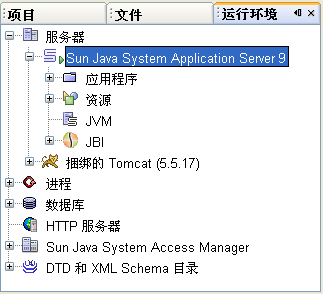 项目 文件 运行环境
服务器
Sun Java System Application Server 9
应用程序
资源
JVM
JBI
捆绑的 Tomcat (5.5.17)
进程
数据库
HTTP 服务器
Sun Java System Access Manager
DTD 和 XML Schema 目录